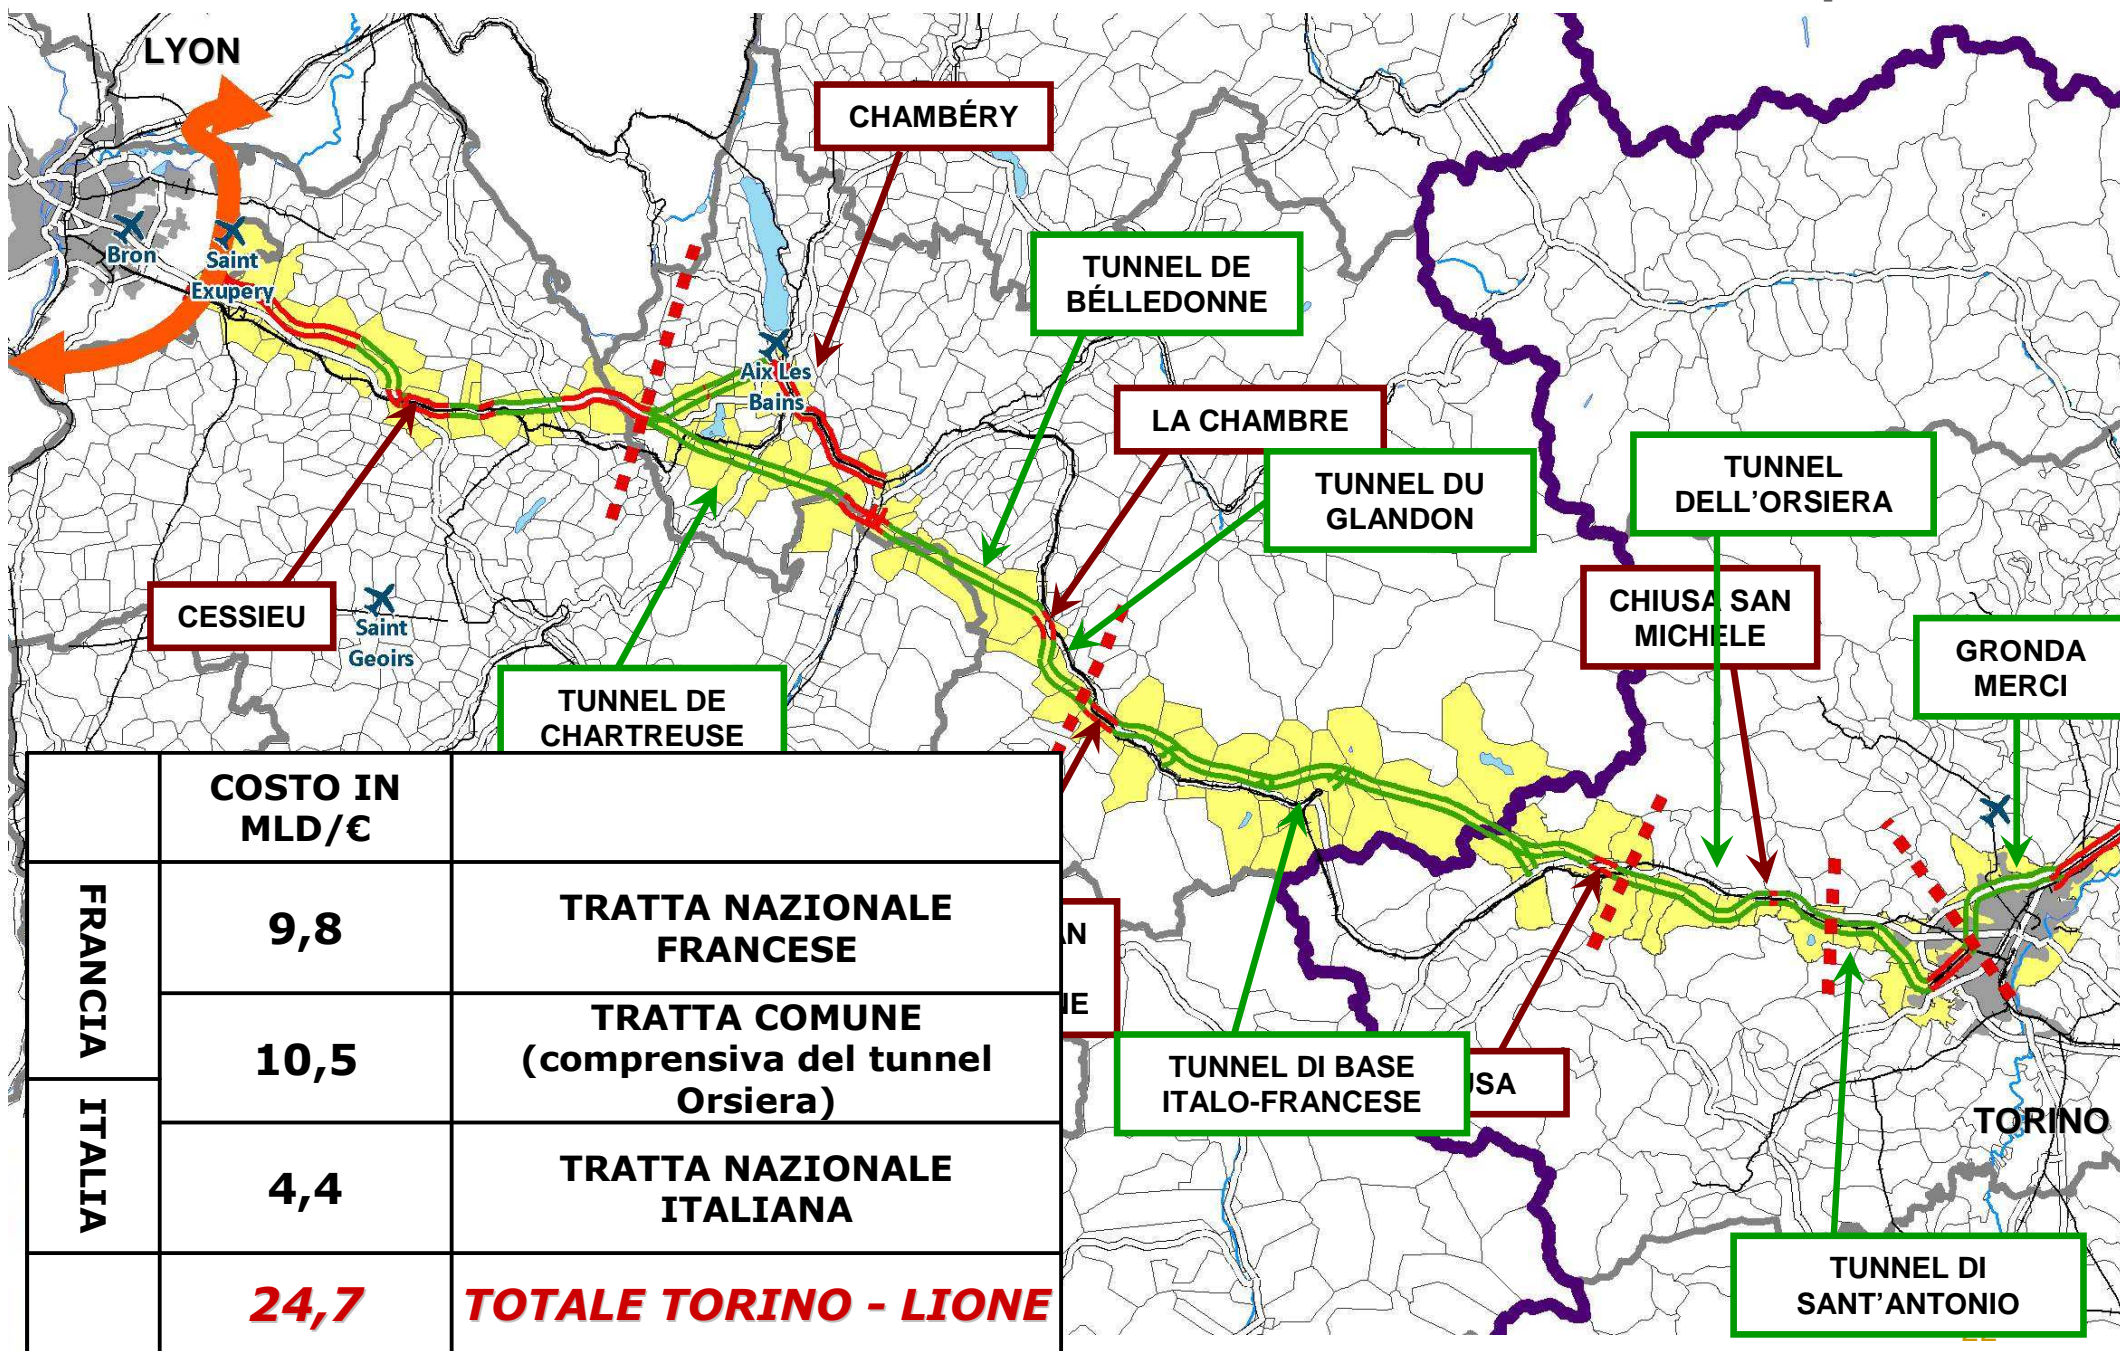 LYON
CHAMBÉRY
Bron
Saint
Exupery
TUNNEL DE
BÉLLEDONNE
Aix Les
Bains
LA CHAMBRE
TUNNEL DU
GLANDON
TUNNEL
DELL’ORSIERA
CESSIEU
Saint
Geoirs
CHIUSA SAN
MICHELE
GRONDA
MERCI
TUNNEL DE
CHARTREUSE
COSTO IN
MLD/€
FRANCIA
9,8
TRATTA NAZIONALE
FRANCESE
10,5
TRATTA COMUNE
(comprensiva del tunnel
Orsiera)
ITALIA
4,4
TRATTA NAZIONALE
ITALIANA
24,7
TOTALE TORINO - LIONE
TUNNEL DI BASE
ITALO-FRANCESE
USA
TORINO
TUNNEL DI
SANT’ANTONIO